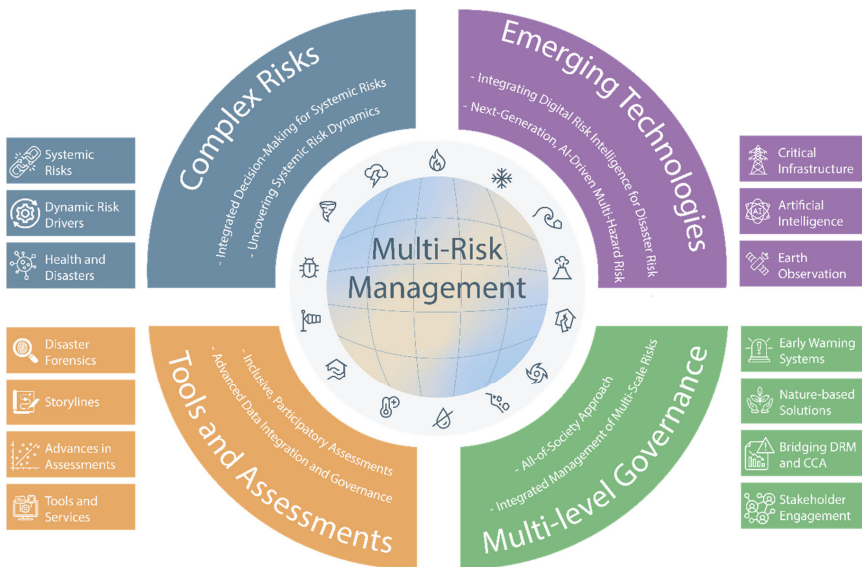 Complex Risks
- Integrated Decision-Making for Systemic Risks
- Uncovering Systemic Risk Dynamics
Emerging Technologies
- Integrating Digital Risk Intelligence for Disaster Risk
- Next-Generation, AI-Driven Multi-Hazard Risk
Systemic
Risks
Dynamic Risk
Drivers
Health and
Disasters
Critical
Infrastructure
AI
Artificial
Intelligence
Earth
Observation
Multi-Risk
Management
Disaster
Forensics
Storylines
Advances in
Assessments
Tools and
Services
Tools and Assessments
- Inclusive, Participatory Assessments
- Advanced Data Integration and Governance
Multi-level Governance
- All-of-Society Approach
- Integrated Management of Multi-Scale Risks
Early Warning
Systems
Nature-based
Solutions
Bridging DRM
and CCA
Stakeholder
Engagement